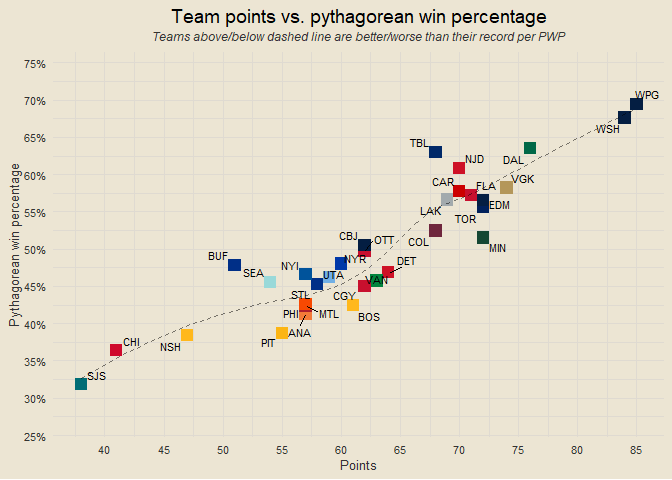 Team points vs. pythagorean win percentage
Teams above/below dashed line are better/worse than their record per PWP
Pythagorean win percentage
75%
70%
65%
60%
55%
50%
45%
40%
35%
30%
25%
WPG
WSH
TBL
DAL
NJD
CAR
FLA
VGK
LAK
EDM
TOR
COL
MIN
CBJ
OTT
BUF
NYR
DET
SEA
NYI
UTA
VAN
STL
CGY
PHI
MTL
BOS
ANA
PIT
NSH
CHI
SJS
40
45
50
55
60
65
70
75
80
85
Points